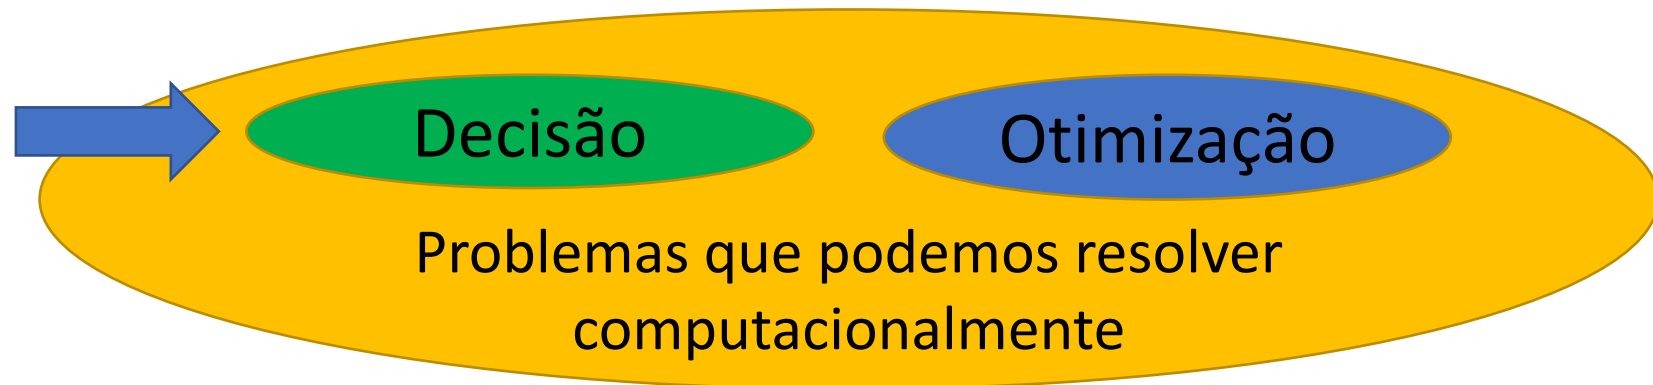 Decisão
Otimização
Problemas que podemos resolver
computacionalmente